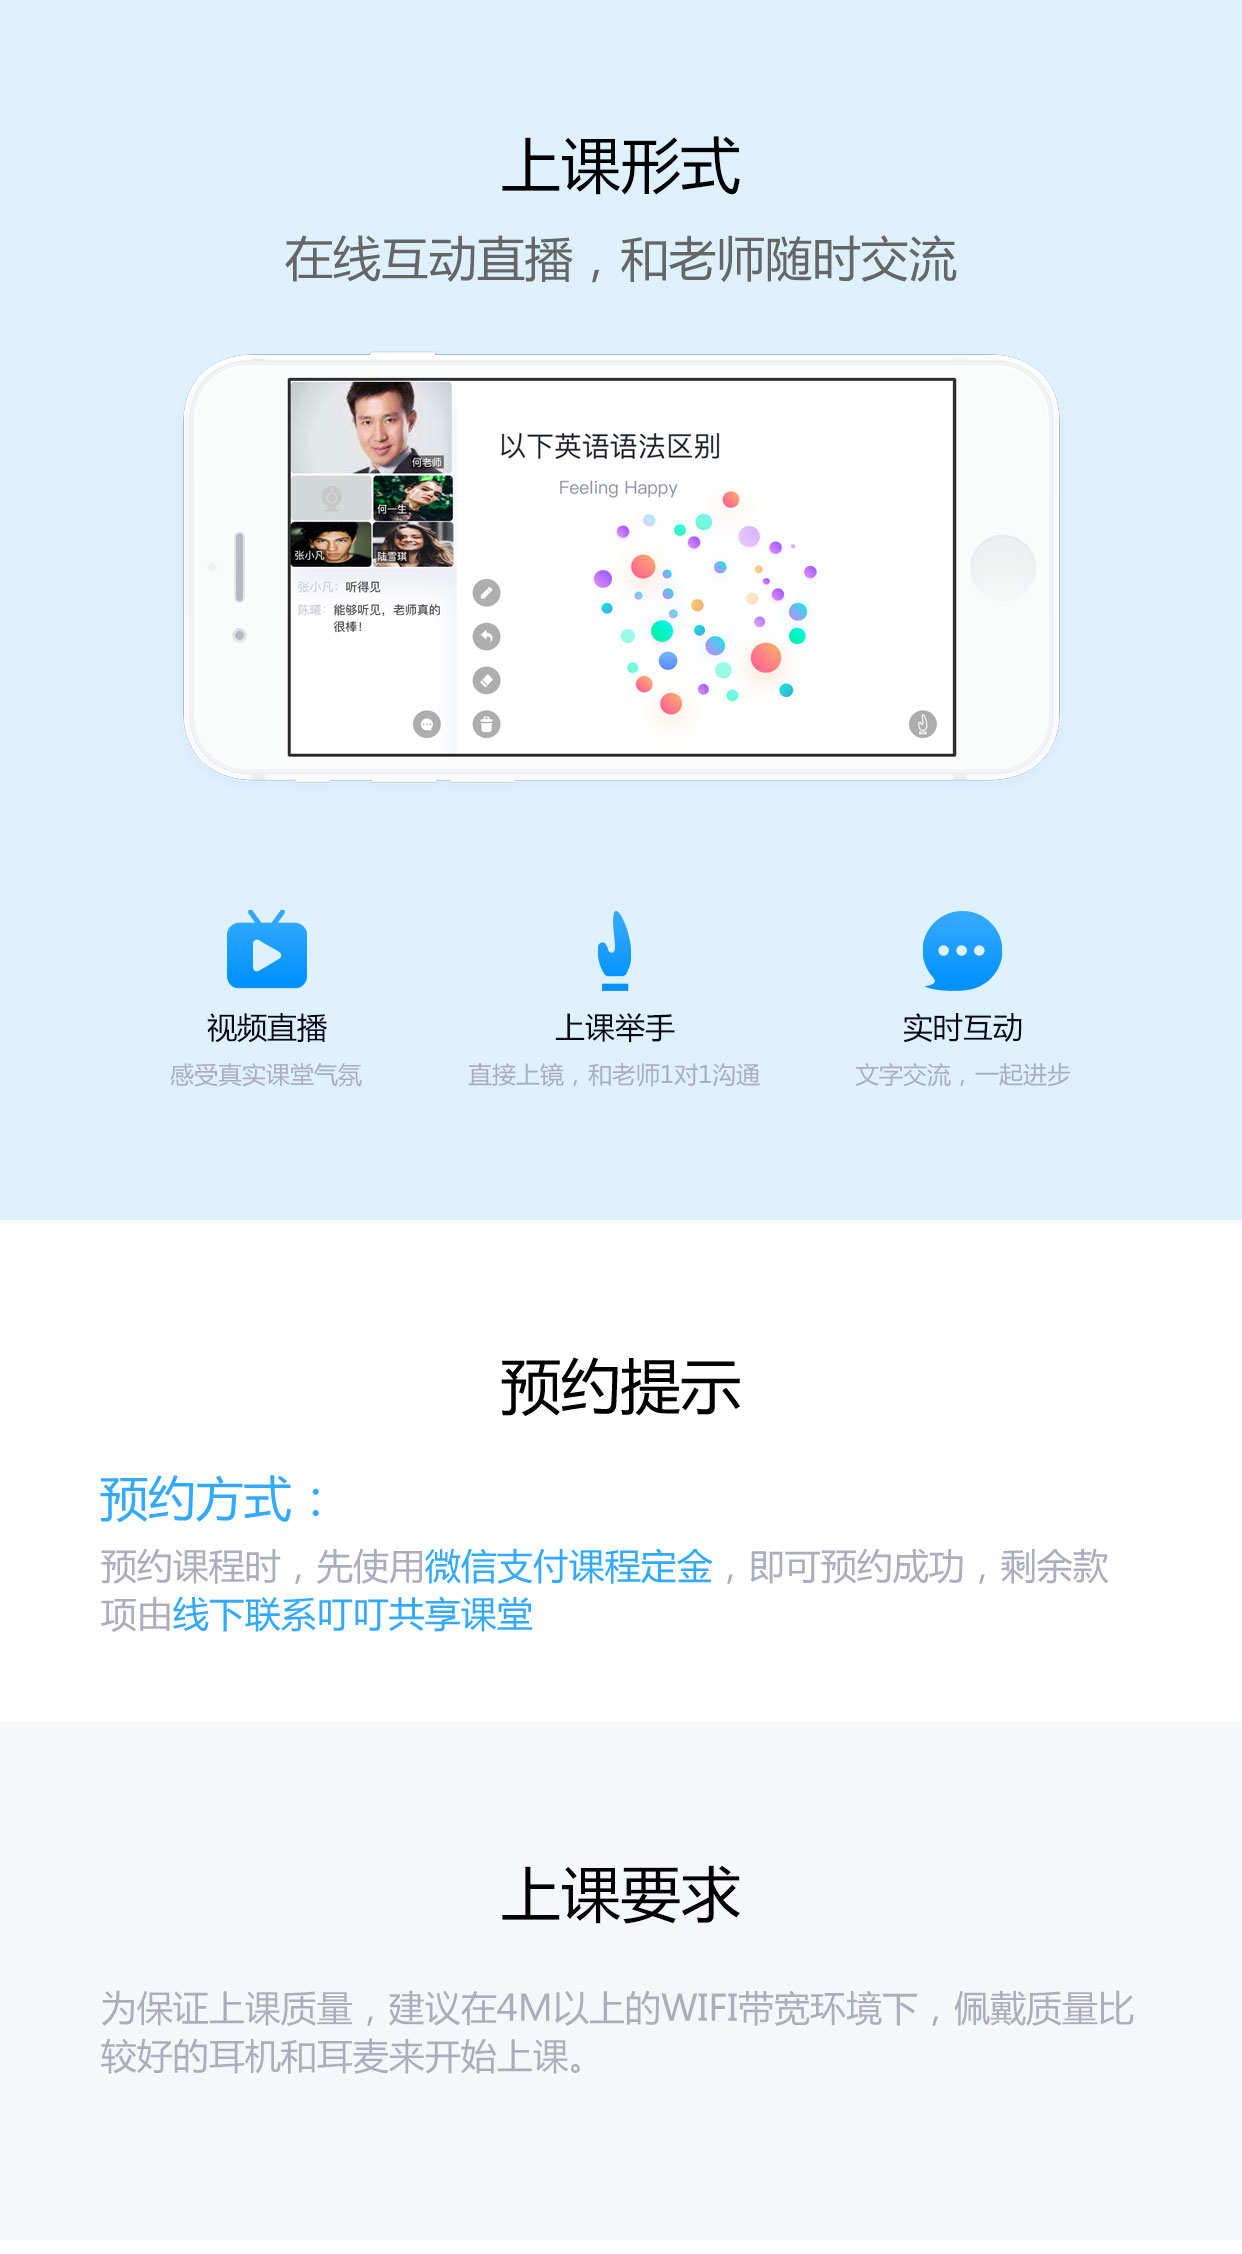 上课形式
在线互动直播，和老师随时交流
何老师
何一生
张小凡
陆雪琪
张小凡：听得见
陈曦：能够听见，老师真的
很棒！
以下英语语法区别
Feeling Happy
视频直播
感受真实课堂气氛
上课举手
直接上镜，和老师1对1沟通
实时互动
文字交流，一起进步
预约提示
预约方式：
预约课程时，先使用微信支付课程定金，即可预约成功，剩余款
项由线下联系叮叮共享课堂
上课要求
为保证上课质量，建议在4M以上的WIFI带宽环境下，佩戴质量比
较好的耳机和耳麦来开始上课。